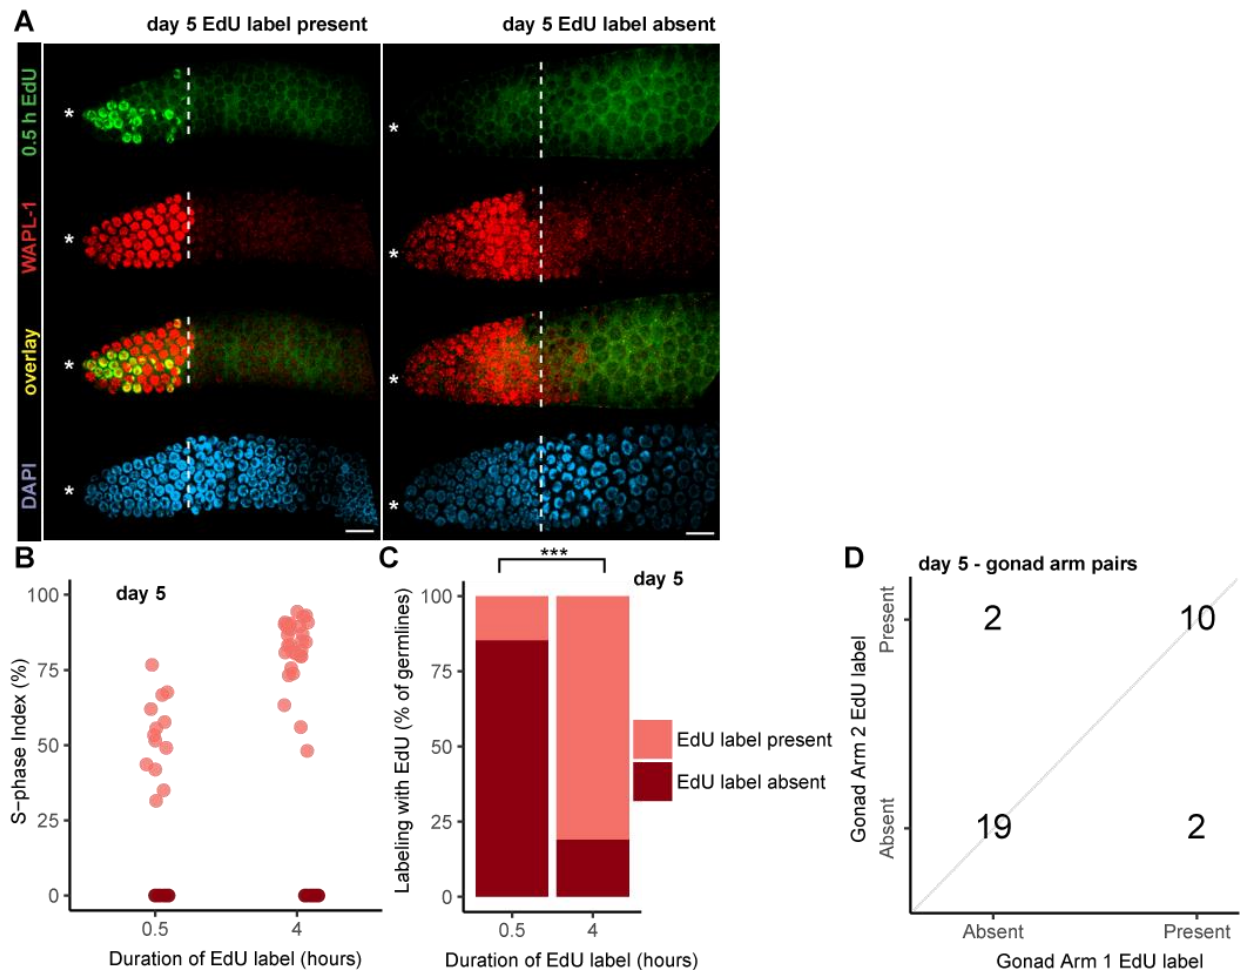 A
day 5 EdU label present
day 5 EdU label absent
0.5 h EdU
*
*
WAPL-1
*
*
overlay
*
*
DAPI
*
*
B
day 5
100
75
50
25
0
S−phase Index (%)
0.5
4
Duration of EdU label (hours)
C
***
day 5
100
75
50
25
0
Labeling with EdU (% of germlines)
EdU label present
EdU label absent
0.5
4
Duration of EdU label (hours)
D
day 5 - gonad arm pairs
Gonad Arm 2 EdU label
Present
Absent
2
10
19
2
Absent
Present
Gonad Arm 1 EdU label